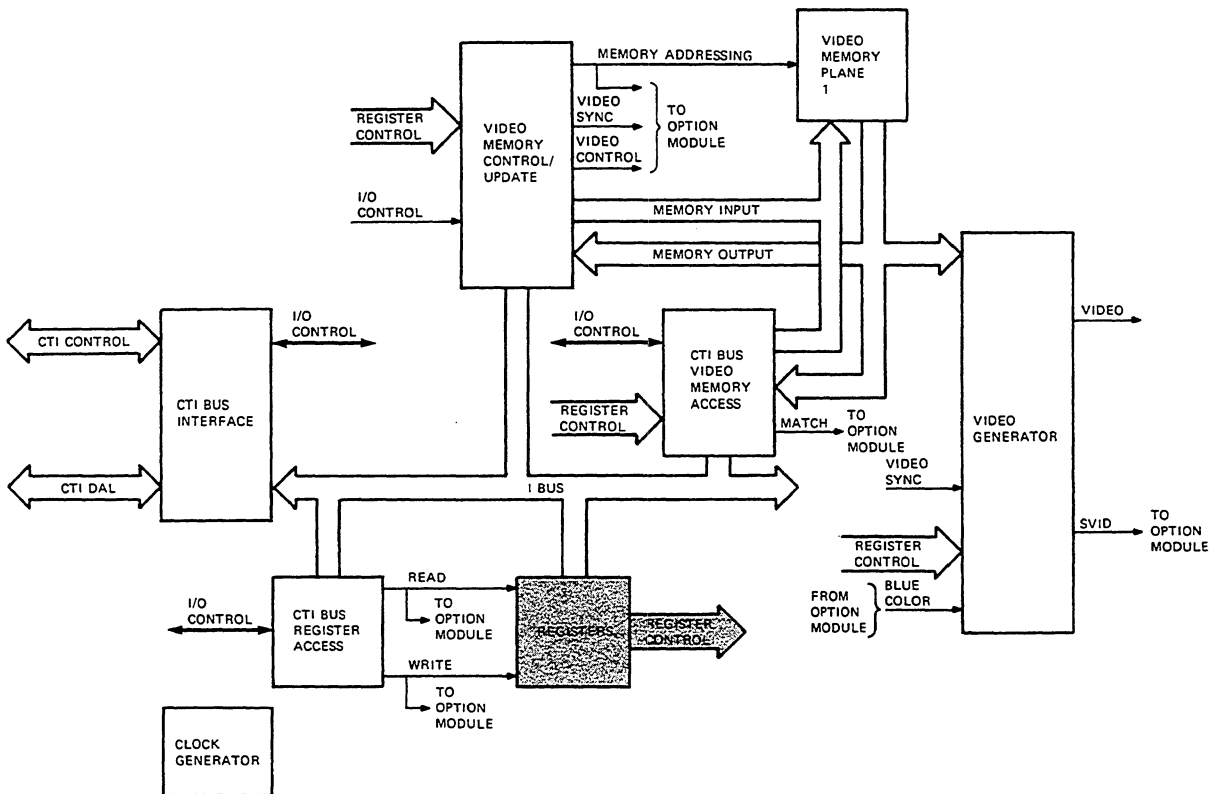 MEMORY ADDRESSING
VIDEO
MEMORY
PLANE
1
REGISTER
CONTROL
VIDEO
MEMORY
CONTROL/
UPDATE
VIDEO
SYNC
VIDEO
CONTROL
TO
OPTION
MODULE
I/O
CONTROL
MEMORY INPUT
MEMORY OUTPUT
CTI CONTROL
CTI BUS
INTERFACE
I/O
CONTROL
CTI DAL
I/O
CONTROL
REGISTER
CONTROL
CTI BUS
VIDEO
MEMORY
ACCESS
MATCH
TO
OPTION
MODULE
VIDEO
GENERATOR
VIDEO
VIDEO
SYNC
REGISTER
CONTROL
FROM
OPTION
MODULE
BLUE
COLOR
SVID
TO
OPTION
MODULE
I BUS
I/O
CONTROL
CTI BUS
REGISTER
ACCESS
READ
TO
OPTION
MODULE
WRITE
TO
OPTION
MODULE
REGISTERS
REGISTER
CONTROL
CLOCK
GENERATOR